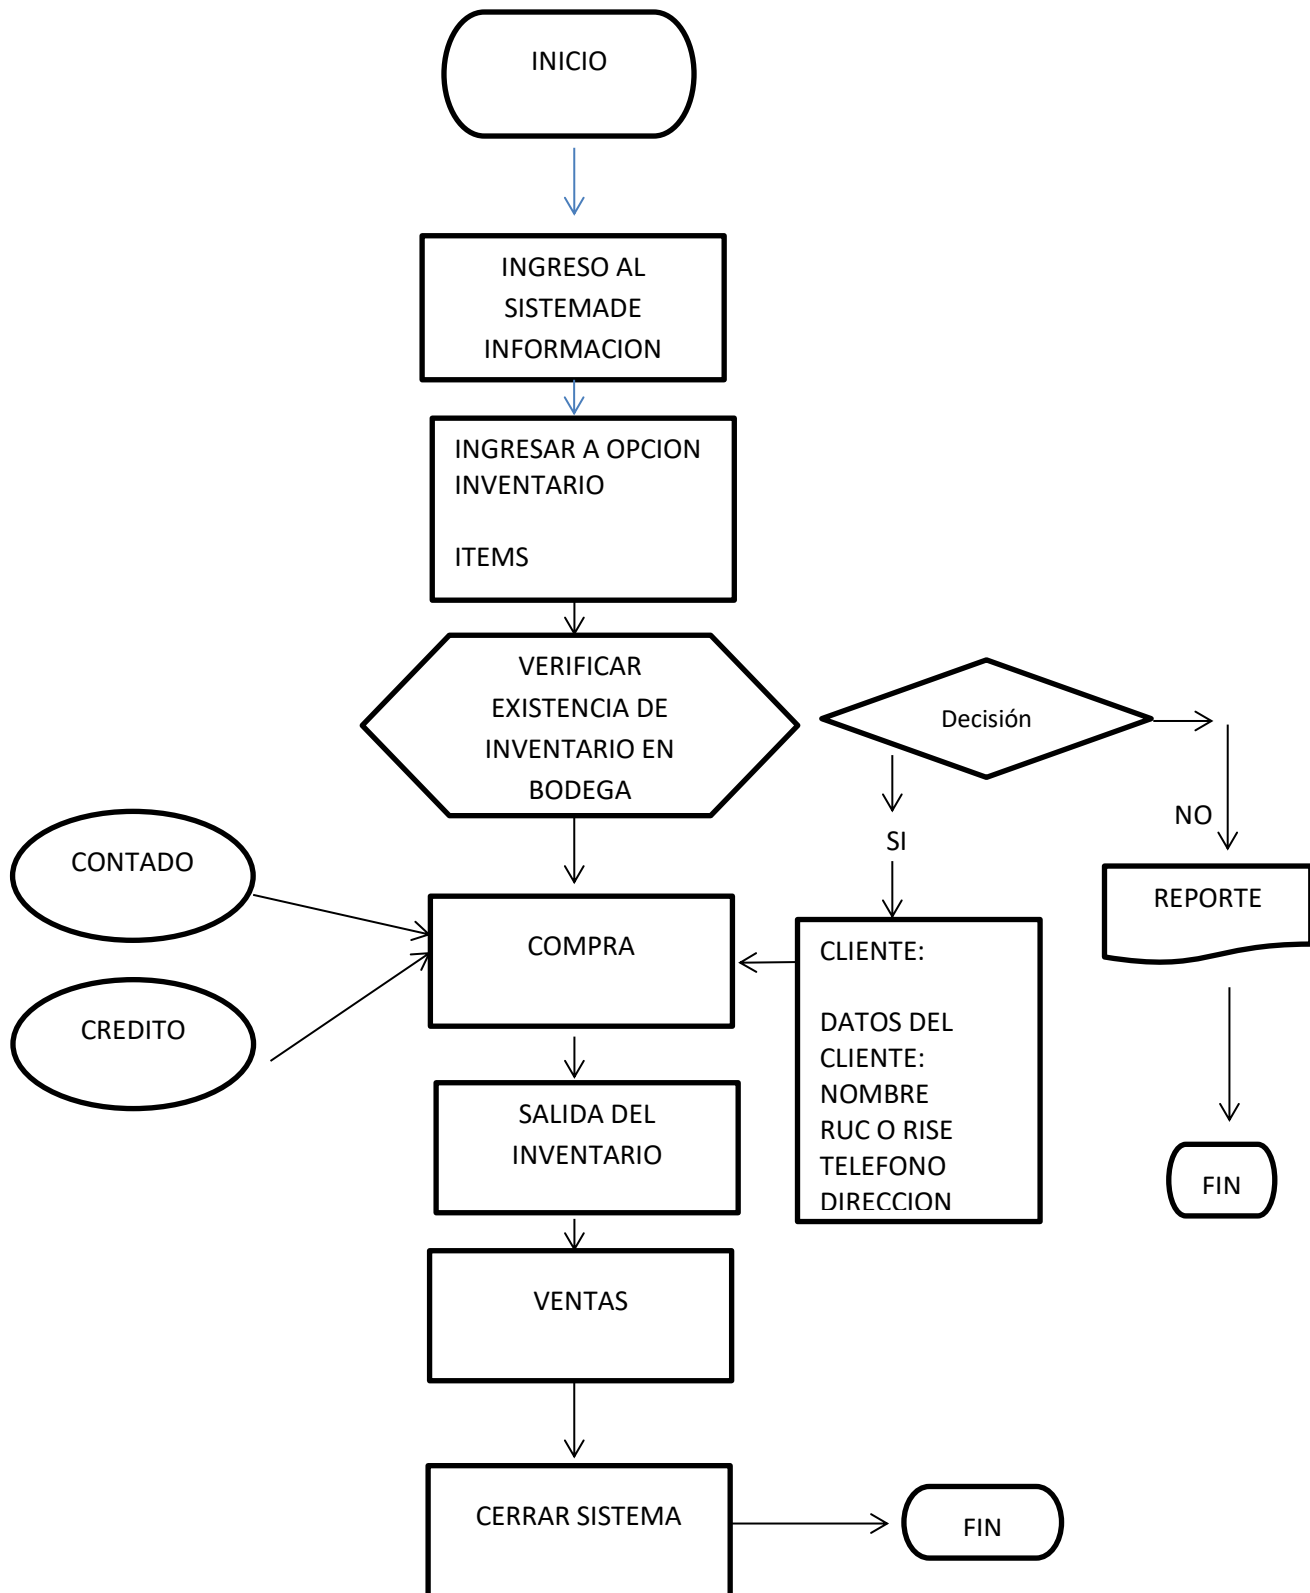 INICIO
INGRESO AL
SISTEMADE
INFORMACION
INGRESAR A OPCION
INVENTARIO
ITEMS
VERIFICAR
EXISTENCIA DE
INVENTARIO EN
BODEGA
Decisión
SI
NO
CONTADO
CREDITO
COMPRA
CLIENTE:
DATOS DEL
CLIENTE:
NOMBRE
RUC O RISE
TELEFONO
DIRECCION
REPORTE
FIN
SALIDA DEL
INVENTARIO
VENTAS
CERRAR SISTEMA
FIN